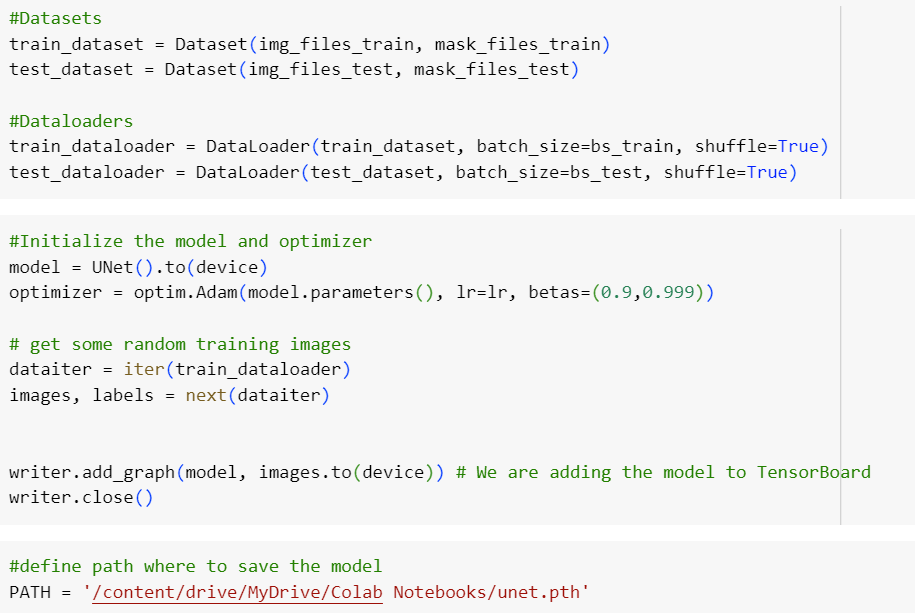 #Datasets
train_dataset = Dataset(img_files_train, mask_files_train)
test_dataset = Dataset(img_files_test, mask_files_test)
#Dataloaders
train_dataloader = DataLoader(train_dataset, batch_size=bs_train, shuffle=True)
test_dataloader = DataLoader(test_dataset, batch_size=bs_test, shuffle=True)
#Initialize the model and optimizer
model = UNet().to(device)
optimizer = optim.Adam(model.parameters(), lr=lr, betas=(0.9,0.999))
# get some random training images
dataiter = iter(train_dataloader)
images, labels = next(dataiter)
writer.add_graph(model, images.to(device)) # We are adding the model to TensorBoard
writer.close()
#define path where to save the model
PATH = '/content/drive/MyDrive/Colab Notebooks/unet.pth'